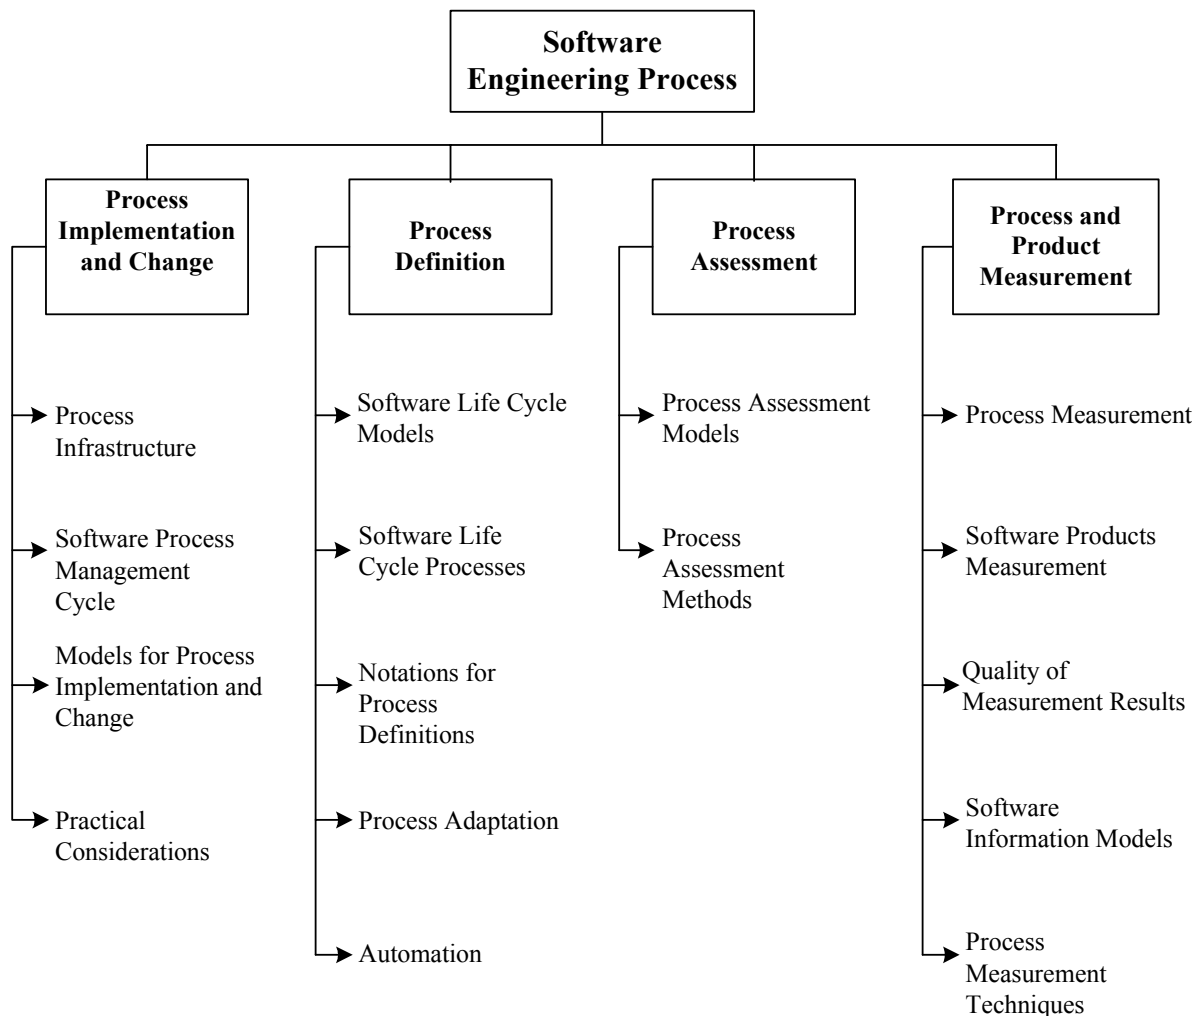 Software
Engineering Process
Process
Implementation
and Change
Process
Infrastructure
Software Process
Management
Cycle
Models for Process
Implementation and
Change
Practical
Considerations
Process
Definition
Software Life Cycle
Models
Software Life
Cycle Processes
Notations for
Process
Definitions
Process Adaptation
Automation
Process
Assessment
Process Assessment
Models
Process
Assessment
Methods
Process and
Product
Measurement
Process Measurement
Software Products
Measurement
Quality of
Measurement Results
Software
Information Models
Process
Measurement
Techniques